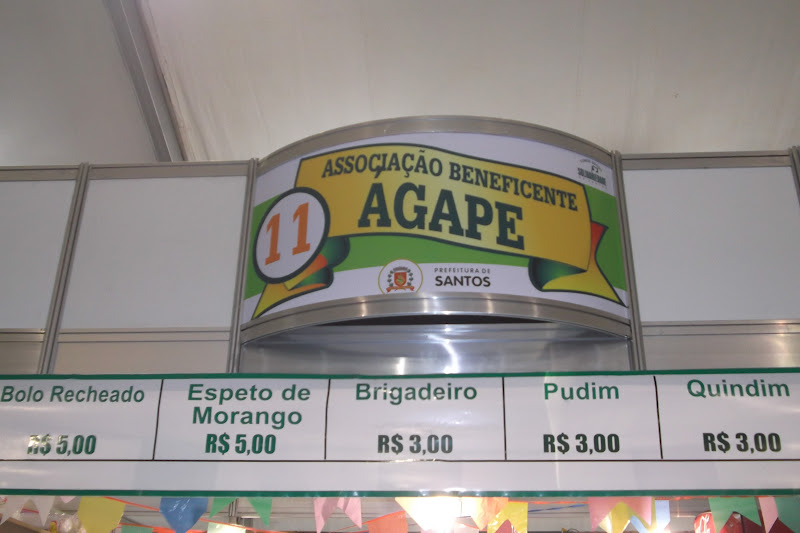 ASSOCIAÇÃO BENEFICENTE
ÁGAPE
11
PREFEITURA DE
SANTOS
Bolo Recheado
R$ 5,00
Espeto de
Morango
R$ 5,00
Brigadeiro
R$ 3,00
Pudim
R$ 3,00
Quindim
R$ 3,00